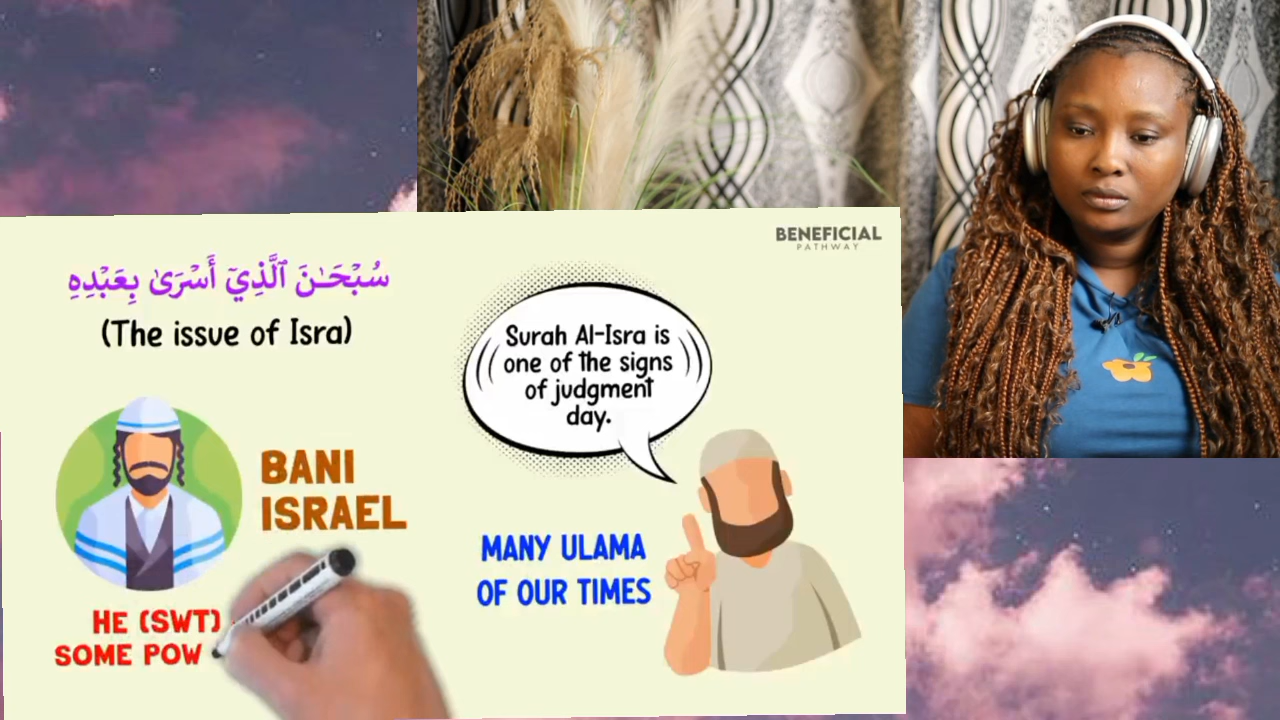 BENEFICIAL
PATHWAY
سُبْحَـٰنَ ٱلَّذِيٓ أَسْرَىٰ بِعَبْدِهِ
(The issue of Isra)
Surah Al-Isra is
one of the signs
of judgment
day.
BANI
ISRAEL
MANY ULAMA
OF OUR TIMES
HE (SWT)
SOME POW